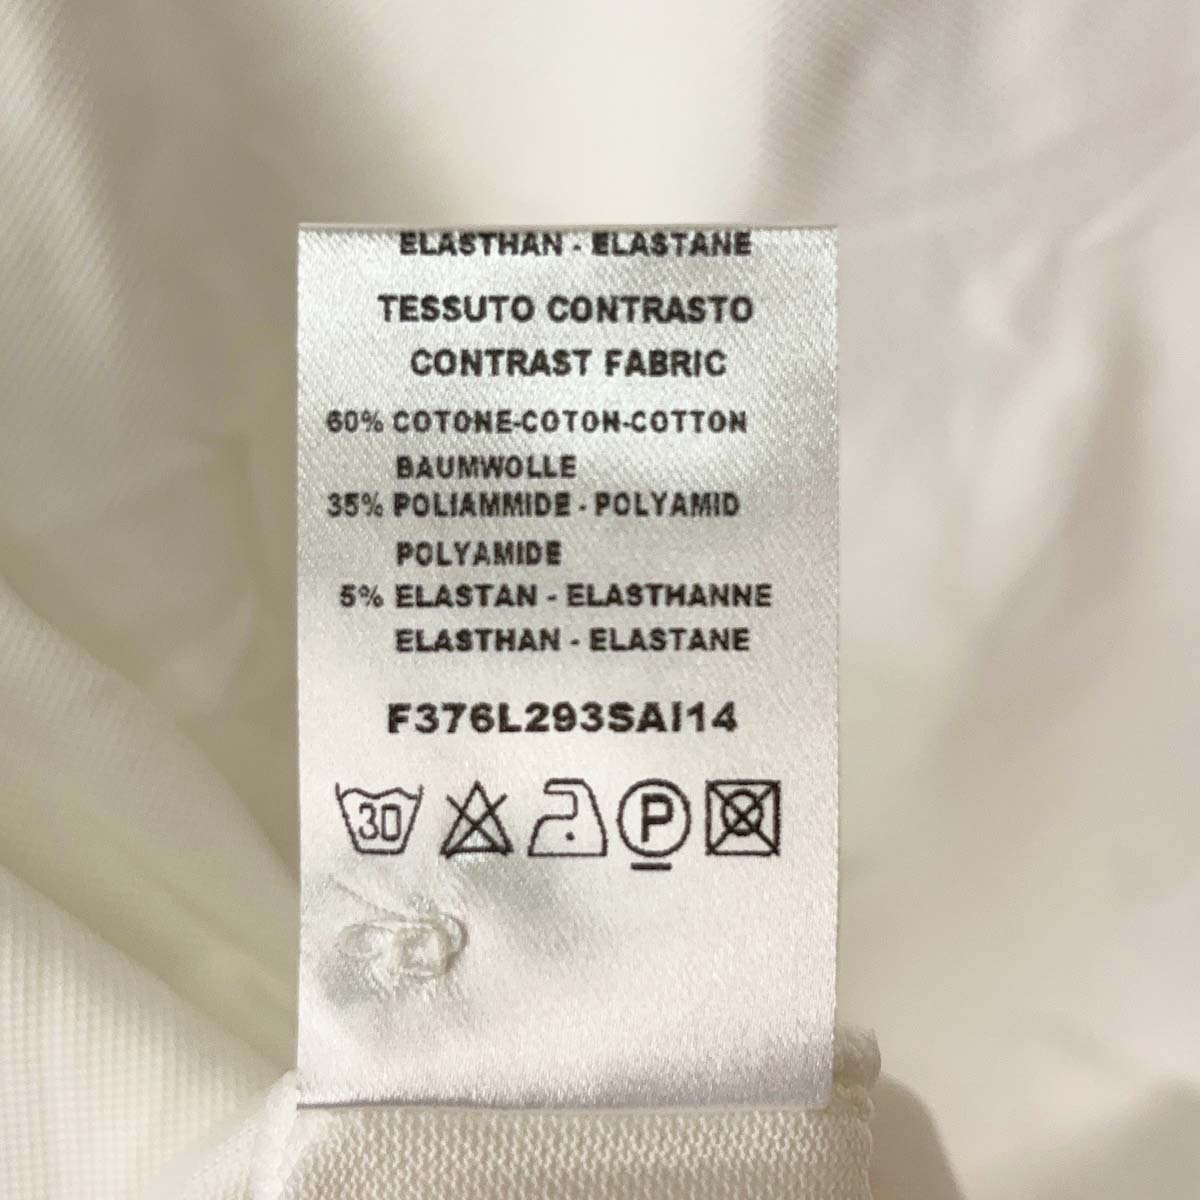 ELASTHAN - ELASTANE
TESSUTO CONTRASTO
CONTRAST FABRIC
60% COTONE-COTON-COTTON
BAUMWOLLE
35% POLIAMMIDE - POLYAMID
POLYAMIDE
5% ELASTAN - ELASTHANNE
ELASTHAN - ELASTANE
F376L293SAI14
30 P